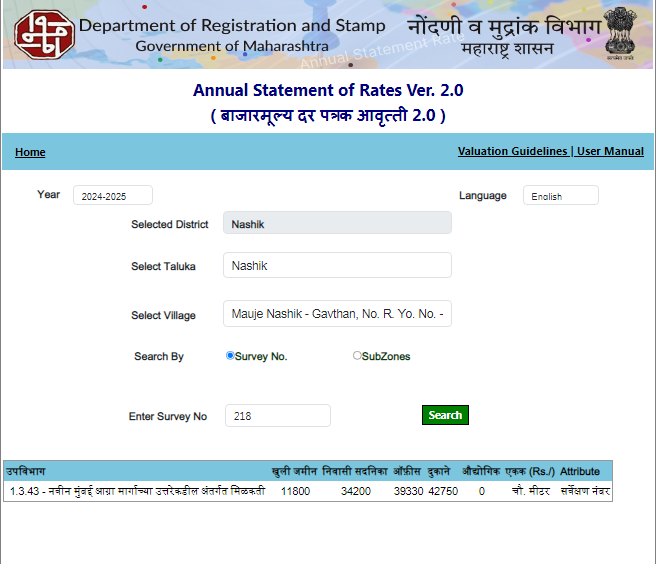 Department of Registration and Stamp
Government of Maharashtra
नोंदणी व मुद्रांक विभाग
महाराष्ट्र शासन
Annual Statement Rate
Annual Statement of Rates Ver. 2.0
( बाजारमूल्य दर पत्रक आवृत्ती 2.0 )
Home
Valuation Guidelines | User Manual
Year 2024-2025 Language English
Selected District Nashik
Select Taluka Nashik
Select Village Mauje Nashik - Gavthan, No. R. Yo. No. -
Search By Survey No. SubZones
Enter Survey No 218 Search
उपविभाग खुली जमीन निवासी सदनिका ऑफ़ीस दुकाने औद्योगिक एकक (Rs./) Attribute
1.3.43 - नवीन मुंबई आग्रा मार्गाच्या उत्तरेकडील अंतर्गत मिळकती 11800 34200 39330 42750 0 चौ. मीटर सर्वेक्षण नंबर